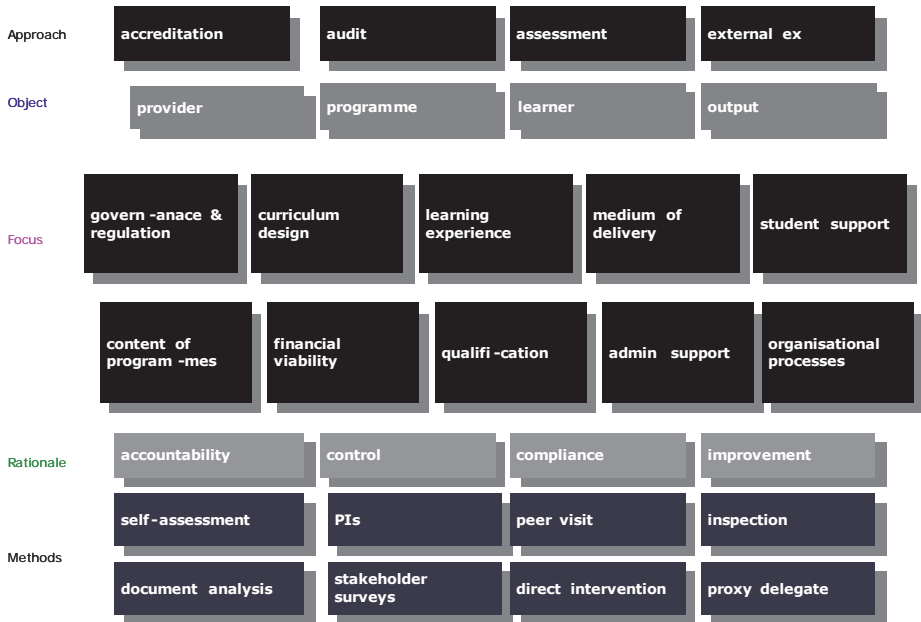 Approach
accreditation
audit
assessment
external ex
Object
provider
programme
learner
output
Focus
govern -anace &
regulation
curriculum
design
learning
experience
medium of
delivery
student support
content of
program -mes
financial
viability
qualifi -cation
admin support
organisational
processes
Rationale
accountability
control
compliance
improvement
Methods
self-assessment
PIs
peer visit
inspection
document analysis
stakeholder
surveys
direct intervention
proxy delegate